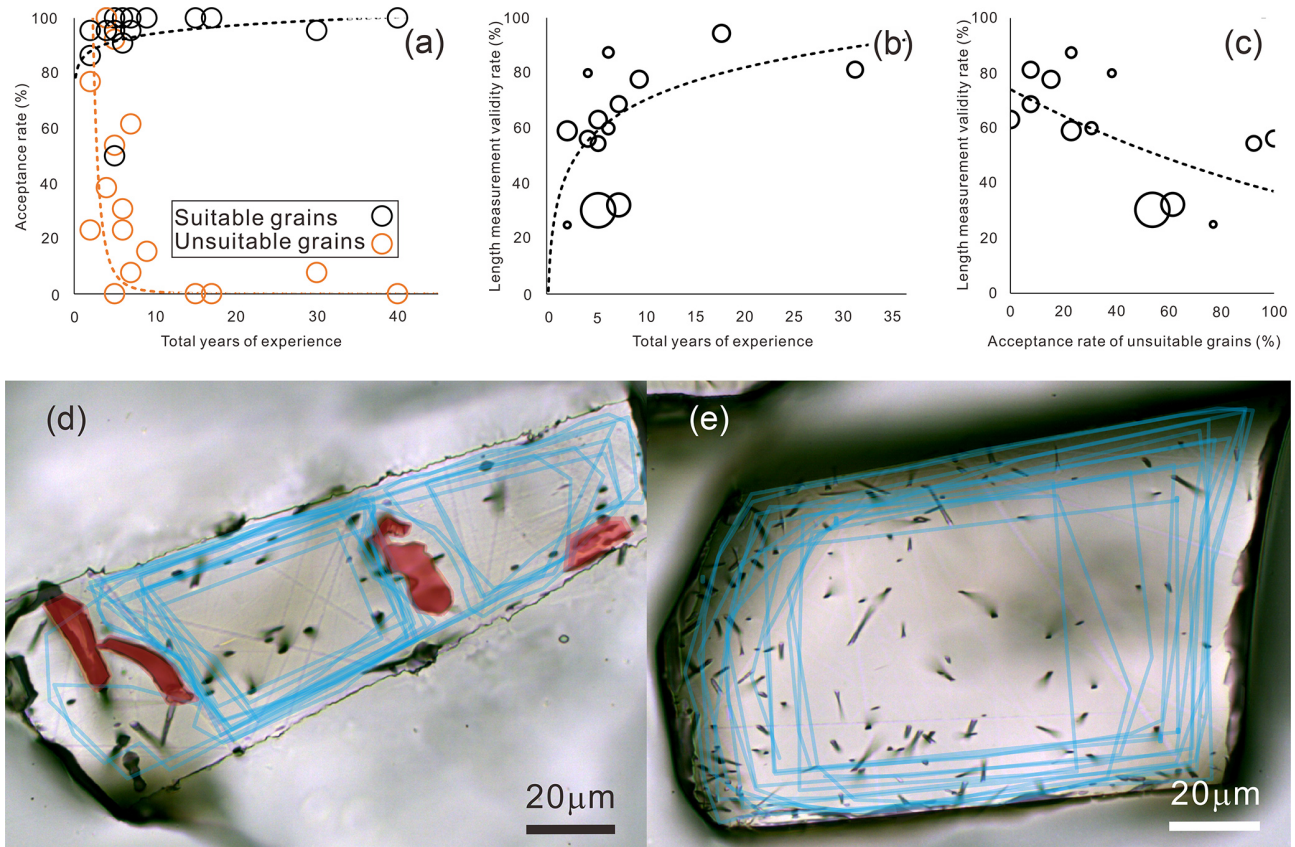 (a)
Acceptance rate (%)
100
80
60
40
20
0
Suitable grains
Unsuitable grains
0 10 20 30 40
Total years of experience
(b)
Length measurement validity rate (%)
100
80
60
40
20
0
0 5 10 15 20 25 30 35
Total years of experience
(c)
Length measurement validity rate (%)
100
80
60
40
20
0
0 20 40 60 80 100
Acceptance rate of unsuitable grains (%)
(d)
20μm
(e)
20μm